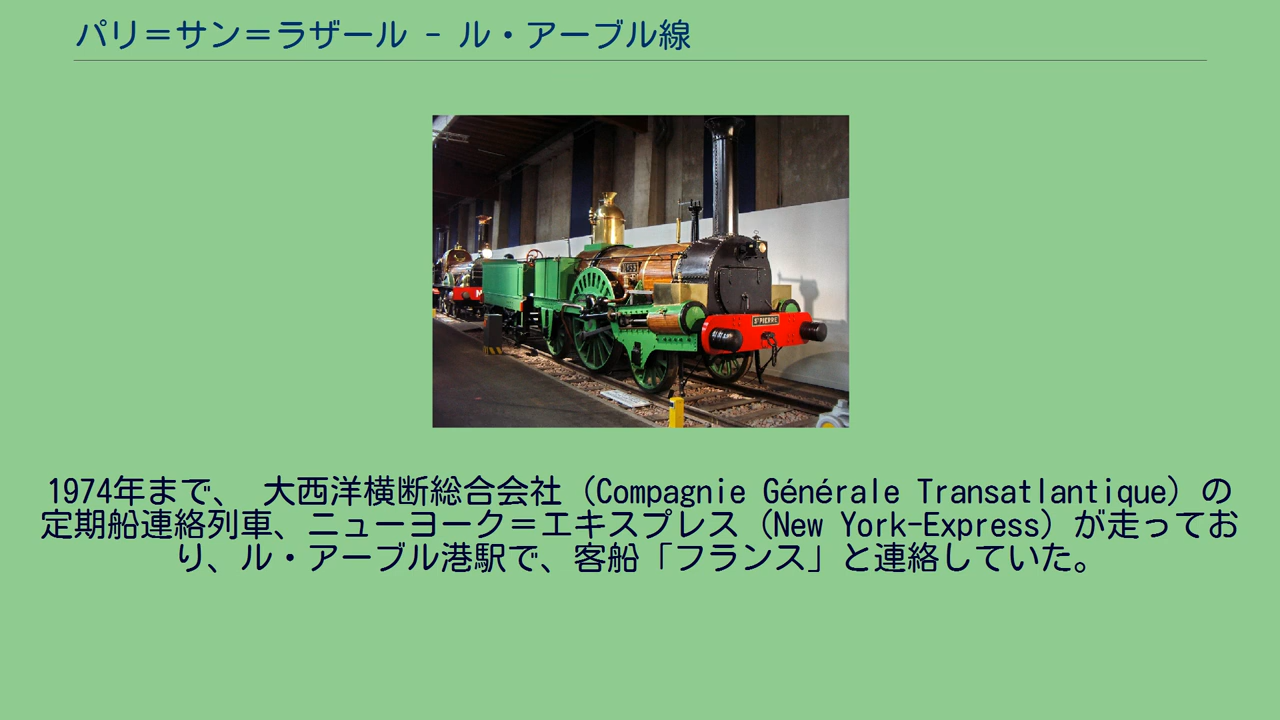 パリ＝サン＝ラザール - ル・アーブル線
ST PIERRE
1974年まで、 大西洋横断総合会社（Compagnie Générale Transatlantique）の
定期船連絡列車、ニューヨーク＝エキスプレス（New York-Express）が走ってお
り、ル・アーブル港駅で、客船「フランス」と連絡していた。